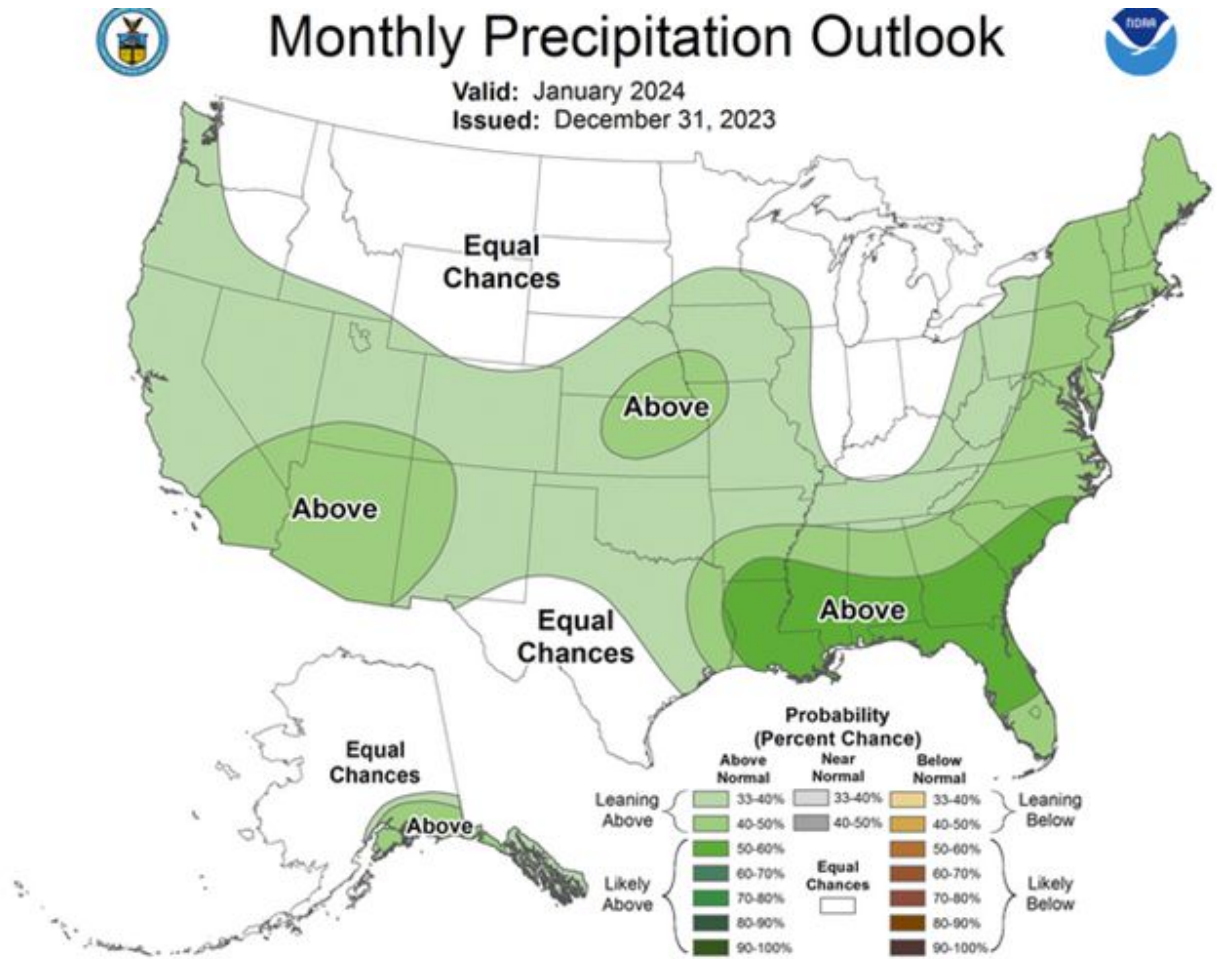 Monthly Precipitation Outlook
NOAA
Valid: January 2024
Issued: December 31, 2023
Equal
Chances
Above
Above
Above
Equal
Chances
Equal
Chances
Above
Probability
(Percent Chance)
Above
Normal
Near
Normal
Below
Normal
Leaning
Above
33-40%
33-40%
33-40%
Leaning
Below
40-50%
40-50%
40-50%
Likely
Above
50-60%
50-60%
Likely
Below
60-70%
Equal
Chances
60-70%
70-80%
70-80%
80-90%
80-90%
90-100%
90-100%